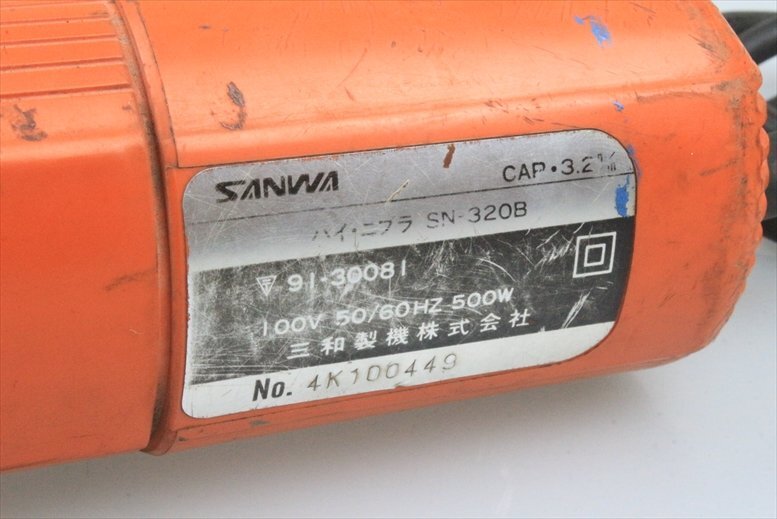 SANWA
CAP・3.2㎜
ハイ・ニブラ SN-320B
91-30081
100V 50/60HZ 500W
三和製機株式会社
No. 4K100449